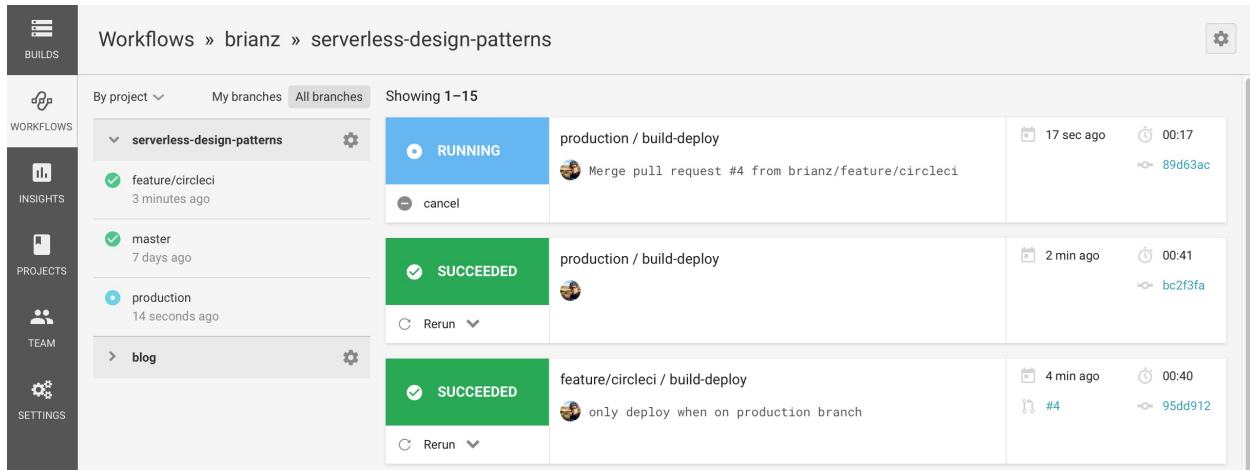 Workflows » brianz » serverless-design-patterns
BUILDS
WORKFLOWS
INSIGHTS
PROJECTS
TEAM
SETTINGS
By project My branches All branches
serverless-design-patterns
feature/circleci
3 minutes ago
master
7 days ago
production
14 seconds ago
blog
Showing 1–15
RUNNING
cancel
production / build-deploy
Merge pull request #4 from brianz/feature/circleci
17 sec ago 00:17
89d63ac
SUCCEEDED
Rerun
production / build-deploy
2 min ago 00:41
bc2f3fa
SUCCEEDED
Rerun
feature/circleci / build-deploy
only deploy when on production branch
4 min ago 00:40
#4 95dd912